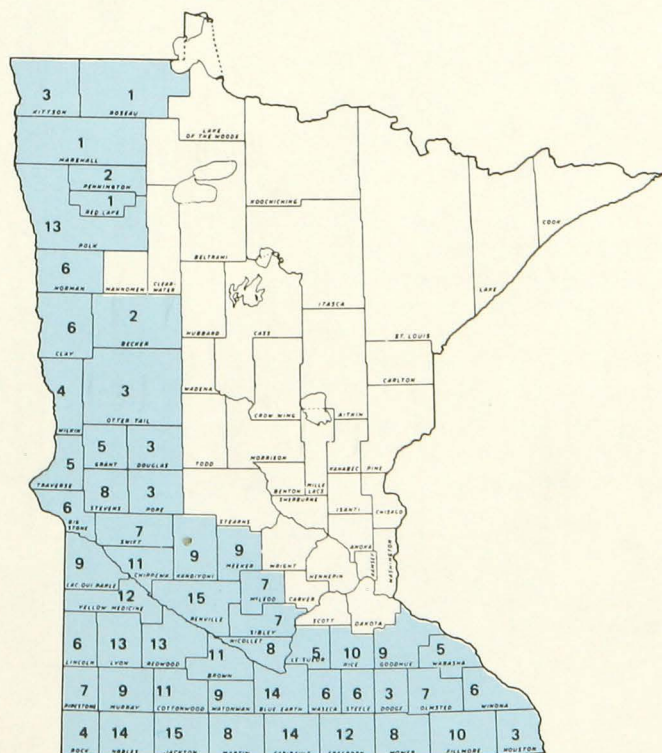 3 1
KITTSON ROSEAU
LAKE OF THE WOODS
1
MARSHALL
2
PENNINGTON
1
RED LAKE
KOOCHICHING
COOK
13
POLK
BELTRAMI
LAKE
6
NORMAN MAHNOMEN CLEAR-
WATER
ITASCA
ST. LOUIS
6 2
CLAY BECKER
HUBBARD CASS
CARLTON
4 3
WILKIN OTTER TAIL
WADENA
CROW WING AITKIN
5 5 3
TRAVERSE GRANT DOUGLAS
TODD MORRISON
MILLE
LACS
KANABEC PINE
6 8 3
BIG
STONE STEVENS POPE
BENTON
SHERBURNE
ISANTI CHISAGO
7
SWIFT
STEARNS
9 9
KANDIYOHI MEEKER
WRIGHT
ANOKA
HENNEPIN
RAMSEY
WASHINGTON
9 11
LAC QUI PARLE CHIPPEWA
12 15 7
YELLOW MEDICINE RENVILLE McLEOD
CARVER
7
SIBLEY
SCOTT DAKOTA
NICOLLET
6 13 13 11 8 5 10 9 5
LINCOLN LYON REDWOOD BROWN LE SUEUR RICE GOODHUE WABASHA
7 9 11 9 14 6 6 3 7 6
PIPESTONE MURRAY COTTONWOOD WATONWAN BLUE EARTH WASECA STEELE DODGE OLMSTED WINONA
4 14 15 8 14 12 8 10 3
ROCK NOBLES JACKSON MARTIN FARIBAULT FREEBORN MOWER FILLMORE HOUSTON